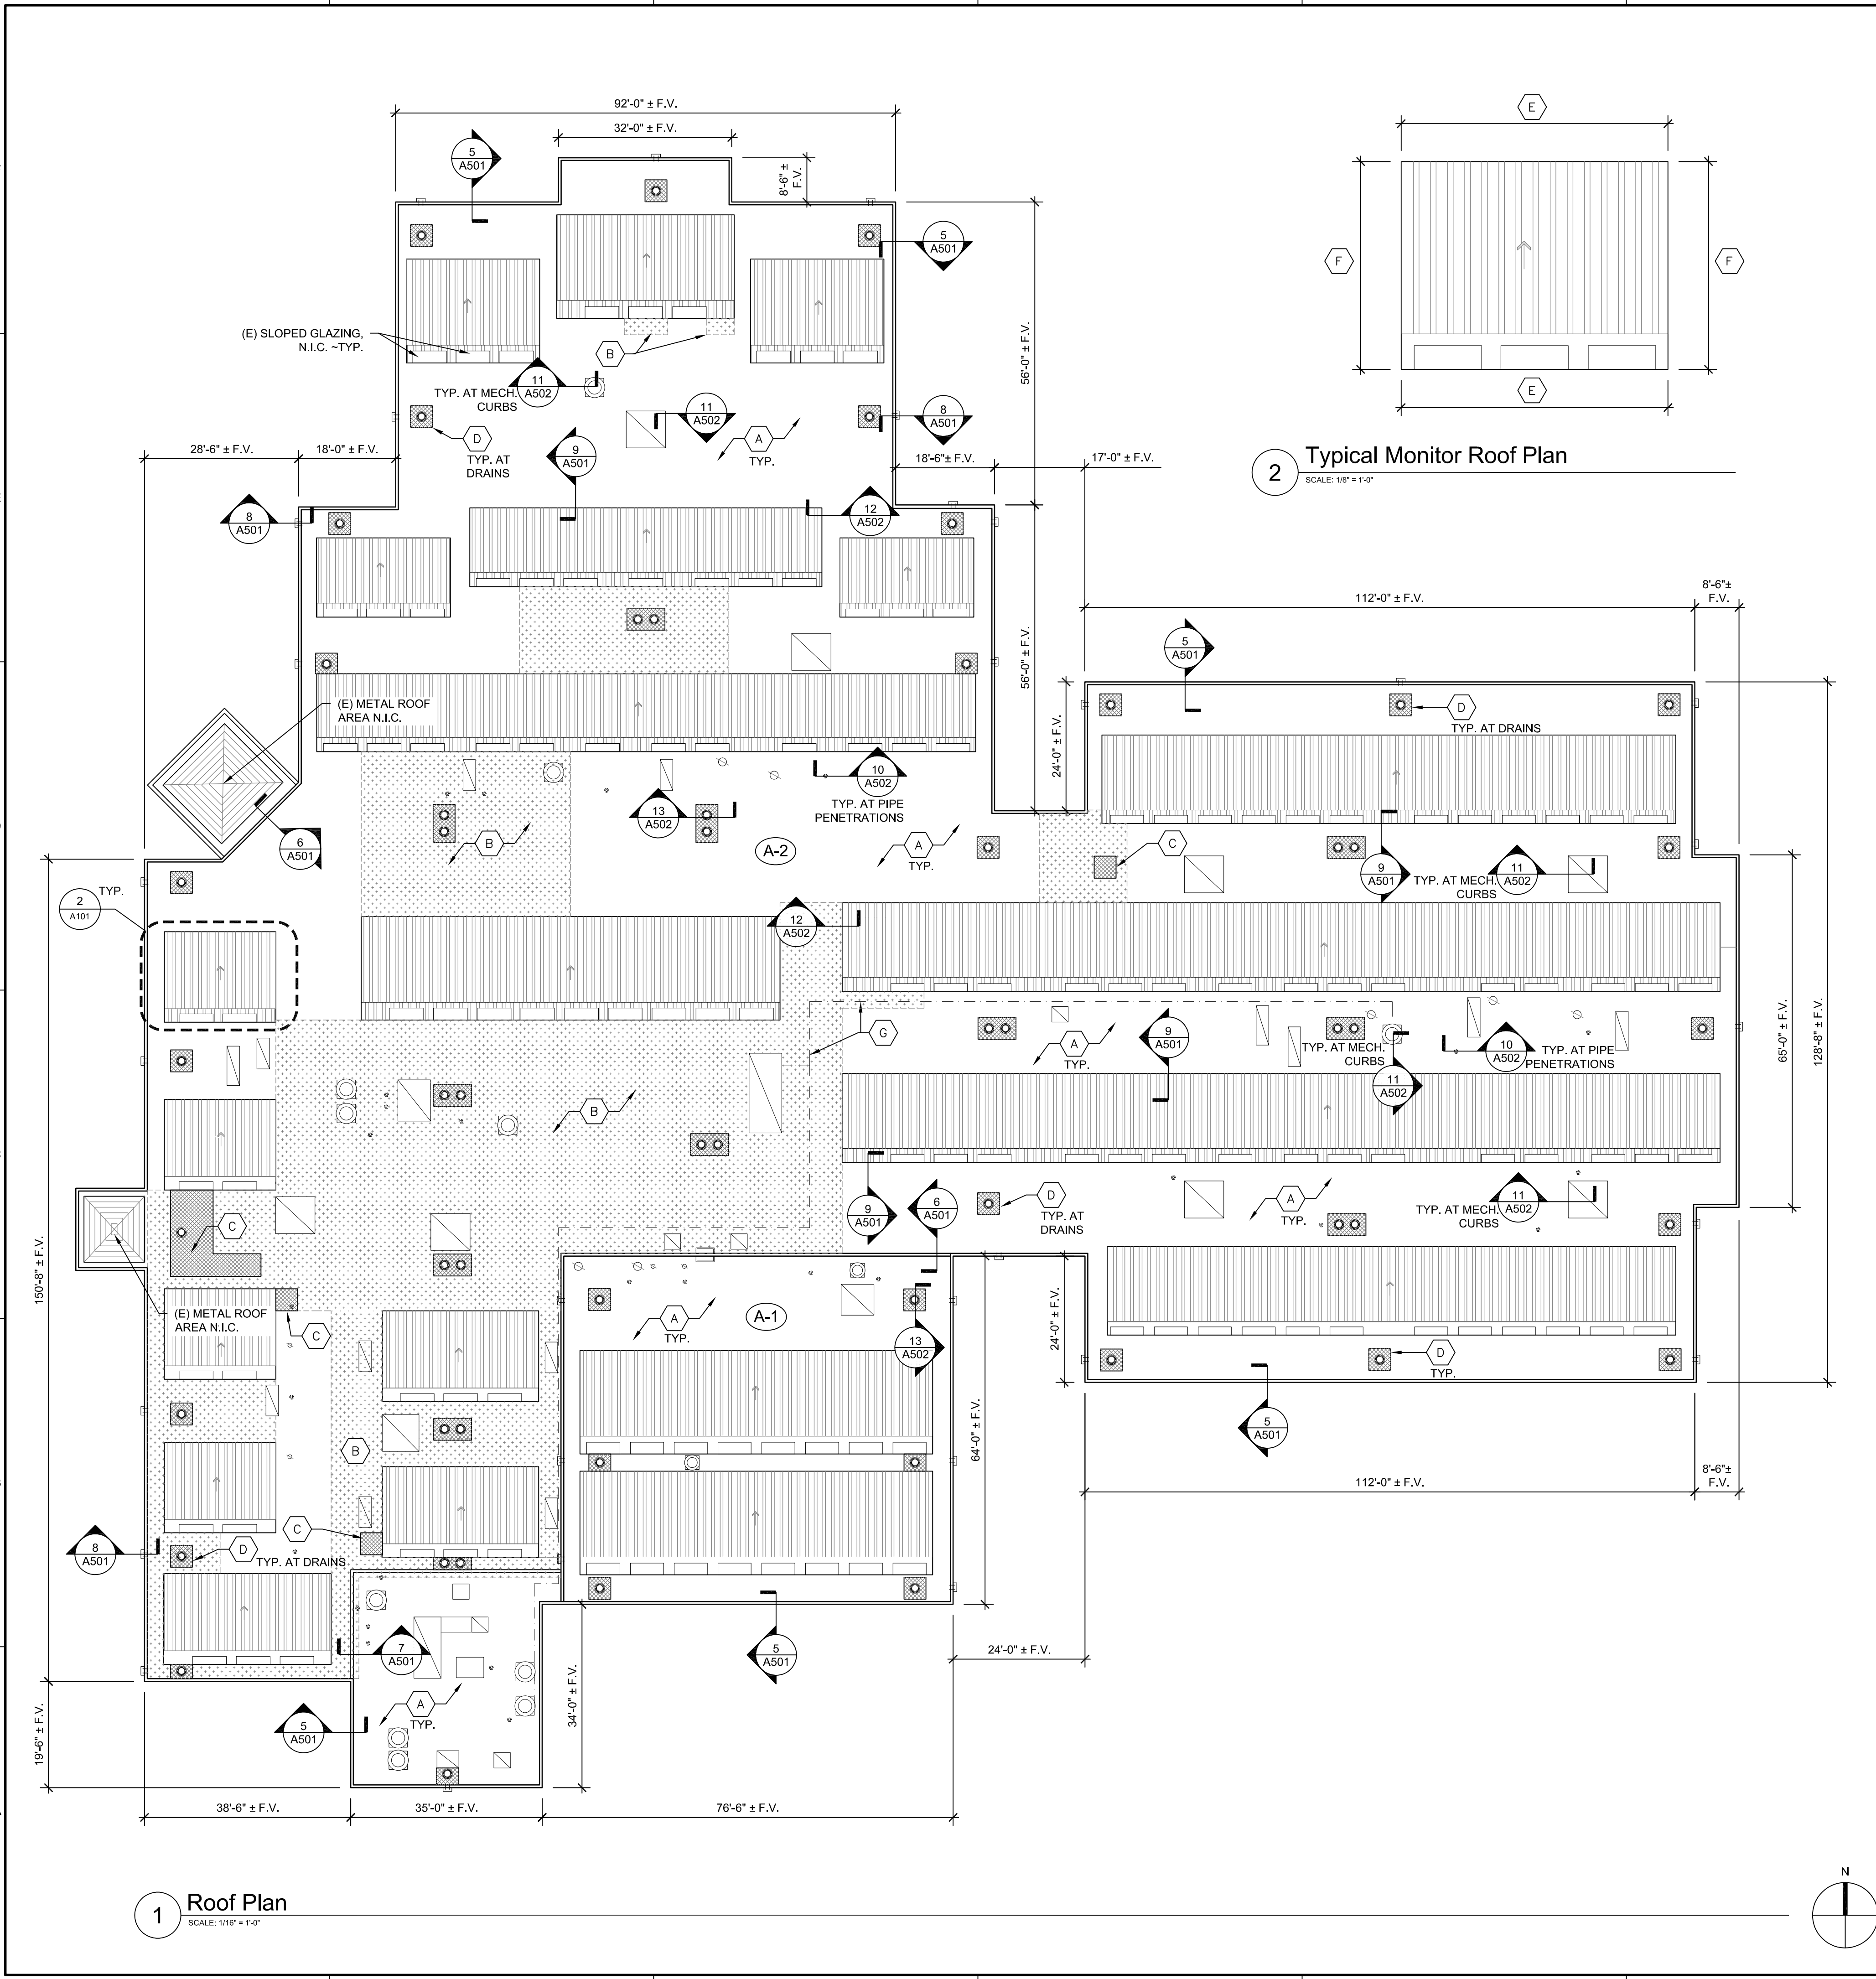 92'-0" ± F.V.
32'-0" ± F.V.
8'-6" ±
F.V.
5
A501
5
A501
E
F
F
E
2
Typical Monitor Roof Plan
SCALE: 1/8" = 1'-0"
(E) SLOPED GLAZING,
N.I.C. ~TYP.
B
11
A502
TYP. AT MECH.
CURBS
11
A502
8
A501
56'-0" ± F.V.
D
TYP. AT
DRAINS
9
A501
A
TYP.
28'-6" ± F.V.
18'-0" ± F.V.
18'-6"± F.V.
17'-0" ± F.V.
8
A501
12
A502
56'-0" ± F.V.
112'-0" ± F.V.
8'-6"±
F.V.
5
A501
(E) METAL ROOF
AREA N.I.C.
24'-0" ± F.V.
D
TYP. AT DRAINS
10
A502
TYP. AT PIPE
PENETRATIONS
13
A502
B
A-2
A
TYP.
C
6
A501
9
A501
TYP. AT MECH.
CURBS
11
A502
2
A101
TYP.
12
A502
G
A
TYP.
9
A501
TYP. AT MECH.
CURBS
11
A502
10
A502
TYP. AT PIPE
PENETRATIONS
65'-0" ± F.V.
128'-8" ± F.V.
B
9
A501
6
A501
D
TYP. AT
DRAINS
A
TYP.
TYP. AT MECH.
CURBS
11
A502
C
150'-8" ± F.V.
(E) METAL ROOF
AREA N.I.C.
C
A
TYP.
A-1
13
A502
24'-0" ± F.V.
D
TYP.
5
A501
64'-0" ± F.V.
B
112'-0" ± F.V.
8'-6"±
F.V.
C
8
A501
D
TYP. AT DRAINS
7
A501
5
A501
24'-0" ± F.V.
A
TYP.
5
A501
34'-0" ± F.V.
19'-6" ± F.V.
38'-6" ± F.V.
35'-0" ± F.V.
76'-6" ± F.V.
1
Roof Plan
SCALE: 1/16" = 1'-0"
N